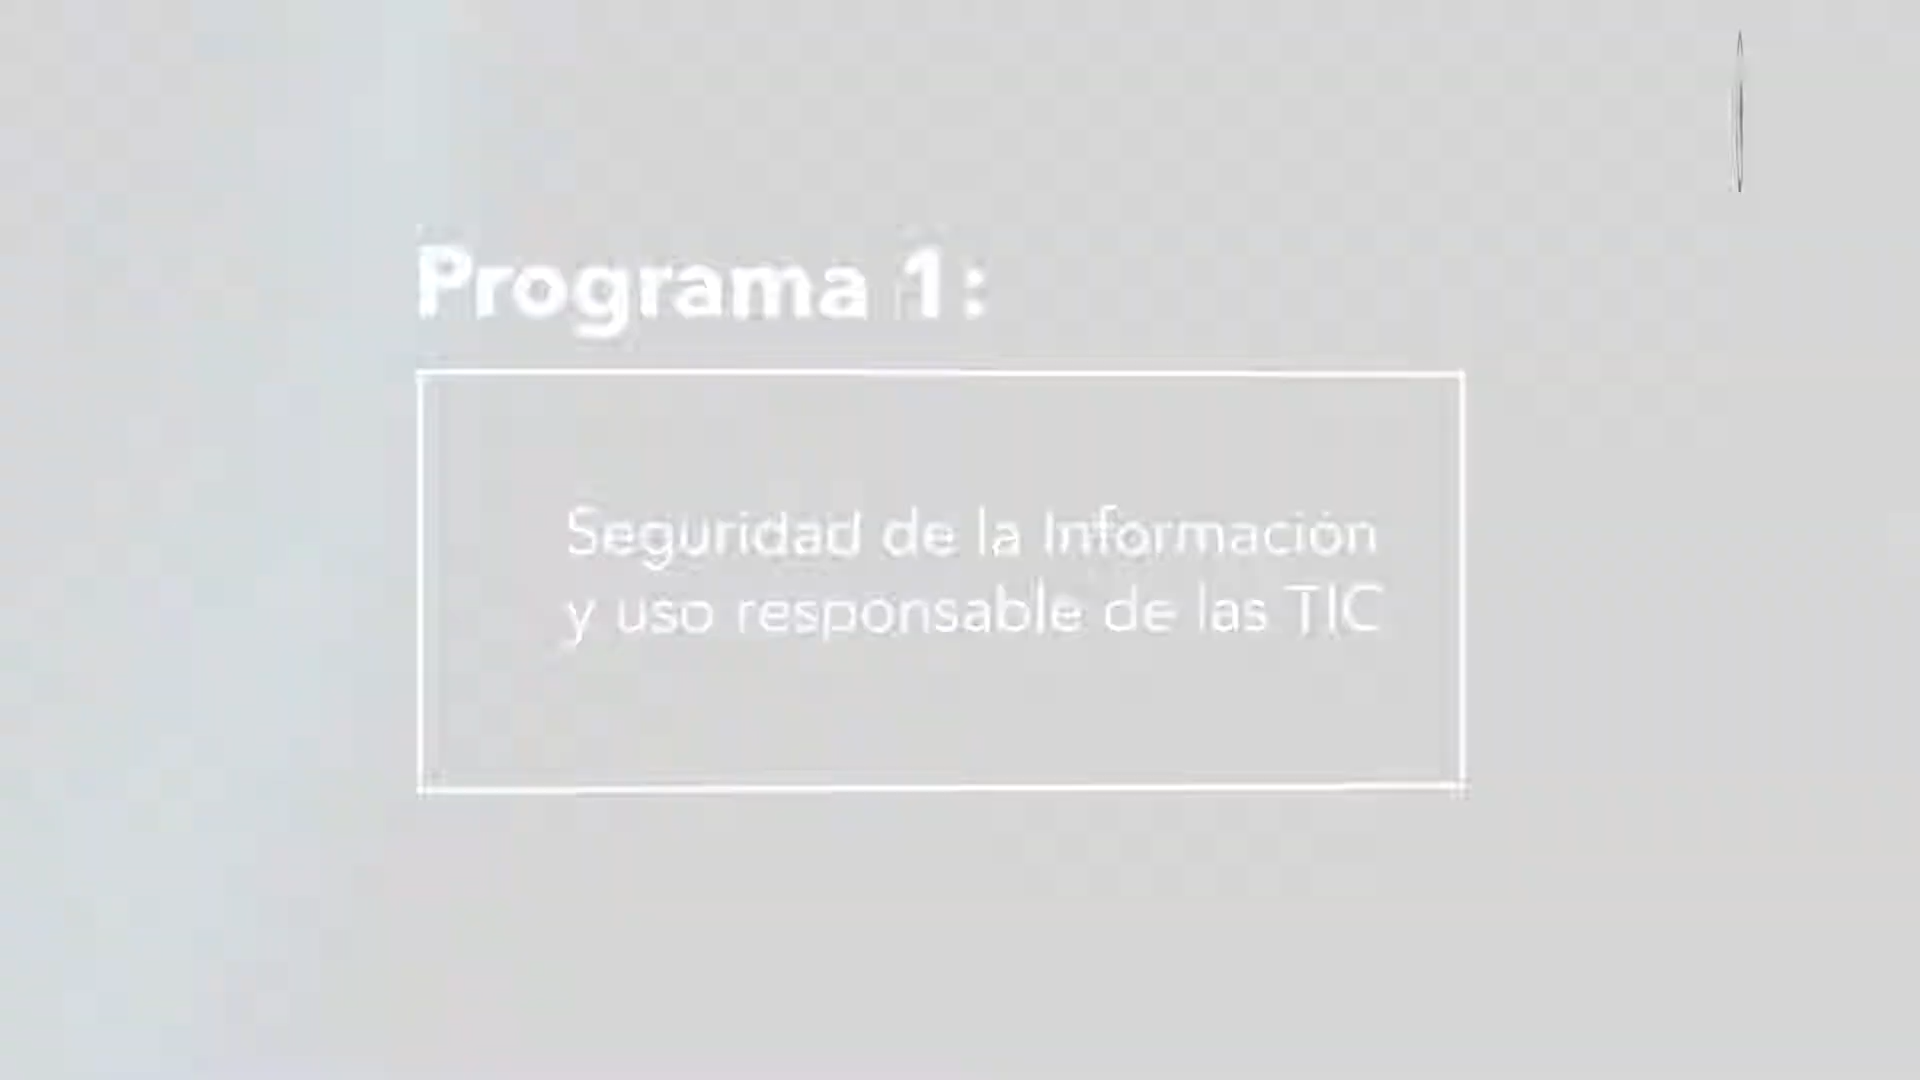 Programa 1:
Seguridad de la Información
y uso responsable de las TIC